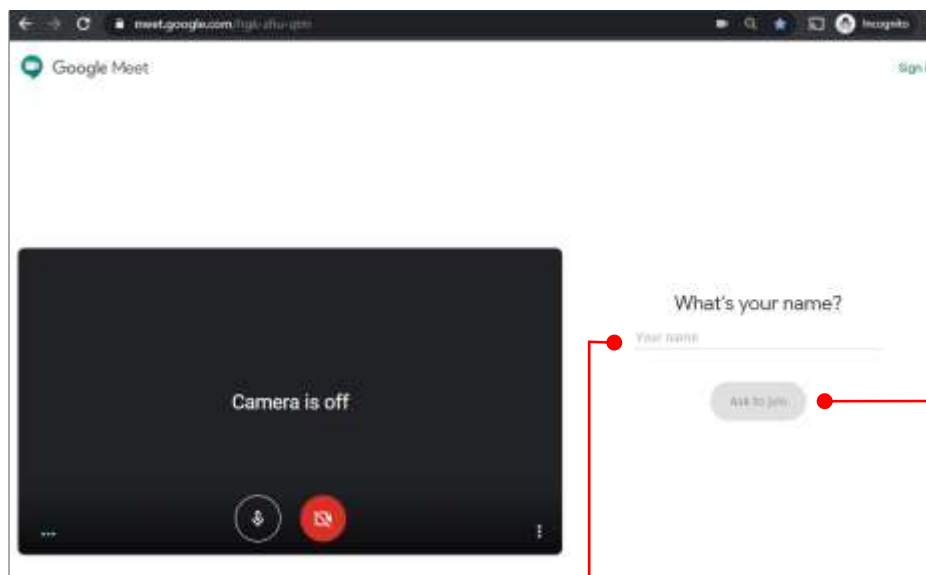 meet.google.com
Incognito
Google Meet
Sign i
What's your name?
Your name
Camera is off
Ask to join